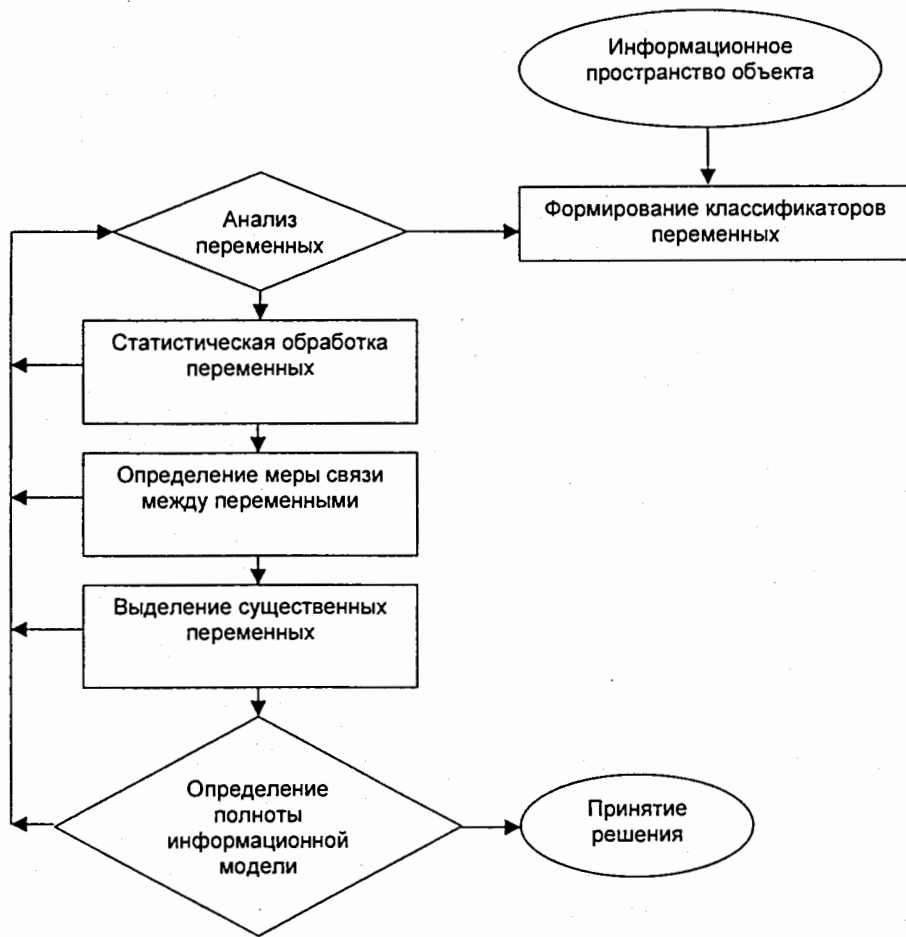 Информационное
пространство объекта
Анализ
переменных
Формирование классификаторов
переменных
Статистическая обработка
переменных
Определение меры связи
между переменными
Выделение существенных
переменных
Определение
полноты
информационной
модели
Принятие
решения